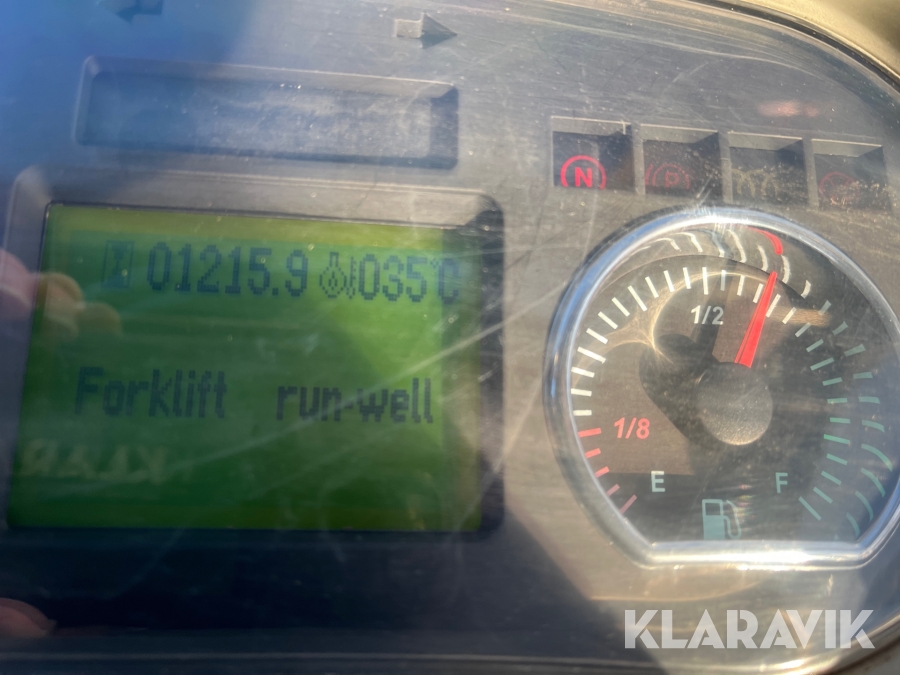 N
P
01215.9 035°C
Forklift run-well
1/2
1/8
E F
KLARAVIK